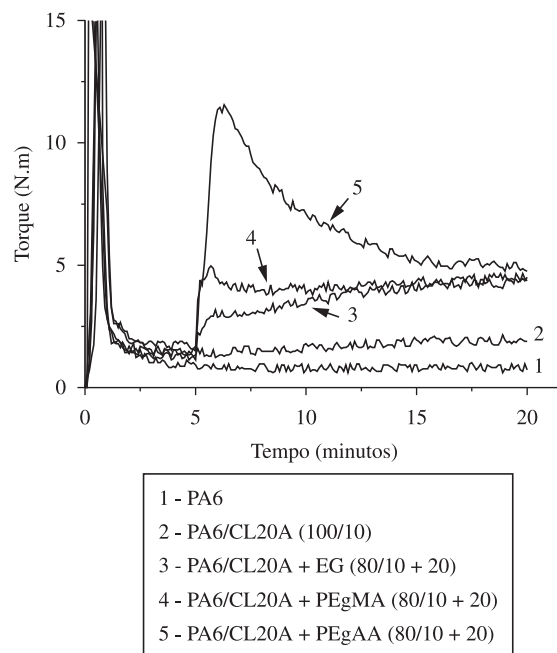 15
10
5
0
Torque (N.m)
5
4
3
2
1
0
5
10
15
20
Tempo (minutos)
1 - PA6
2 - PA6/CL20A (100/10)
3 - PA6/CL20A + EG (80/10 + 20)
4 - PA6/CL20A + PEgMA (80/10 + 20)
5 - PA6/CL20A + PEgAA (80/10 + 20)